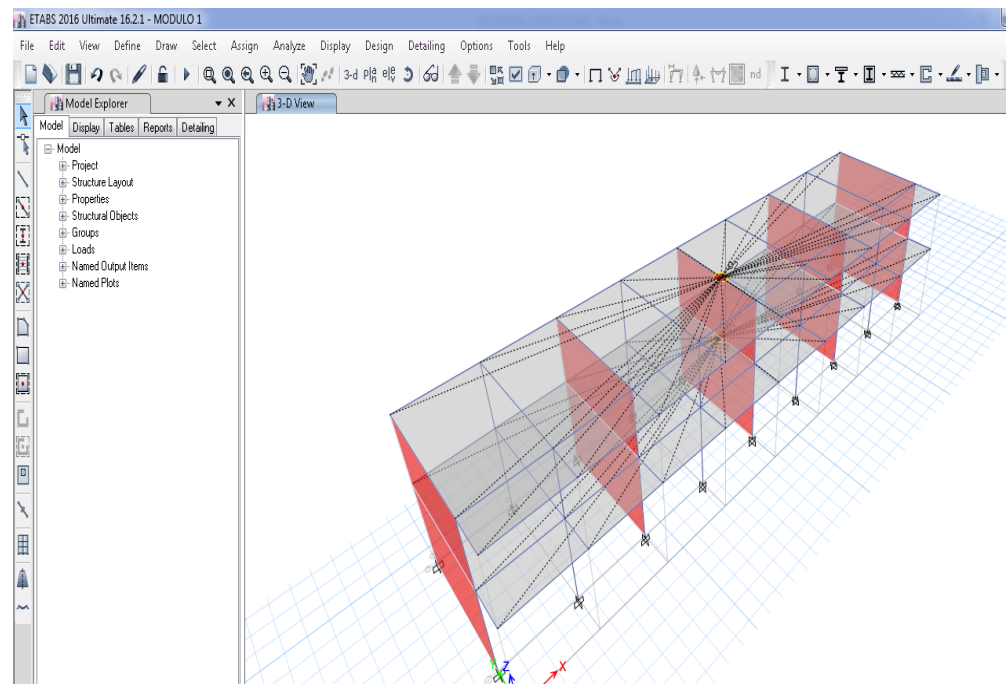 ETABS 2016 Ultimate 16.2.1 - MODULO 1
File Edit View Define Draw Select Assign Analyze Display Design Detailing Options Tools Help
3-d nd
Model Explorer
3-D View
Model Display Tables Reports Detailing
Model
Project
Structure Layout
Properties
Structural Objects
Groups
Loads
Named Output Items
Named Plots
Z X